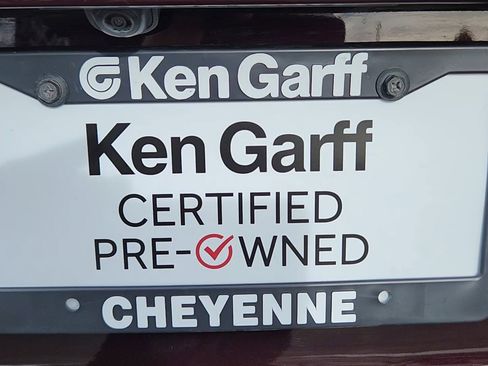 Ken Garff
Ken Garff
CERTIFIED
PRE-OWNED
CHEYENNE